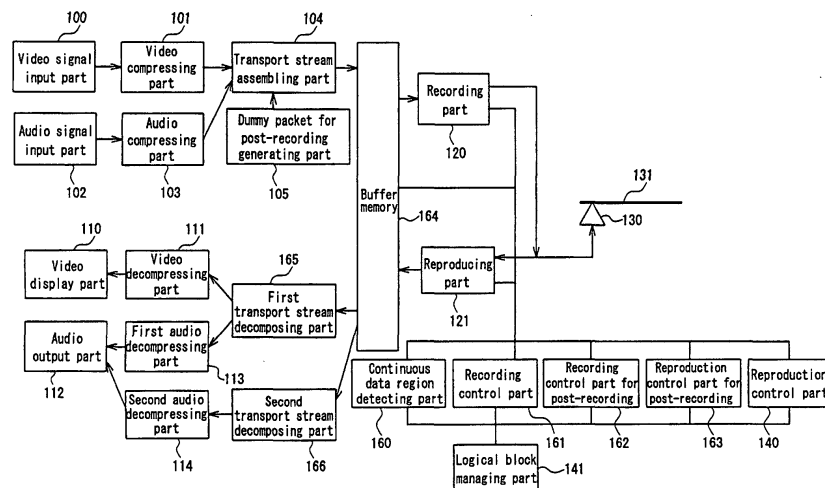 100
Video signal
input part
101
Video
compressing
part
104
Transport stream
assembling part
Audio signal
input part
102
Audio
compressing
part
103
Dummy packet for
post-recording
generating part
105
Buffer
memory
164
Recording
part
120
131
130
Reproducing
part
121
110
Video
display part
111
Video
decompressing
part
165
First
transport stream
decomposing part
Audio
output part
112
First audio
decompressing
part
113
Second audio
decompressing
part
114
Second
transport stream
decomposing part
166
Continuous
data region
detecting part
160
Recording
control part
161
Recording
control part for
post-recording
162
Reproduction
control part for
post-recording
163
Reproduction
control part
140
Logical block
managing part
141